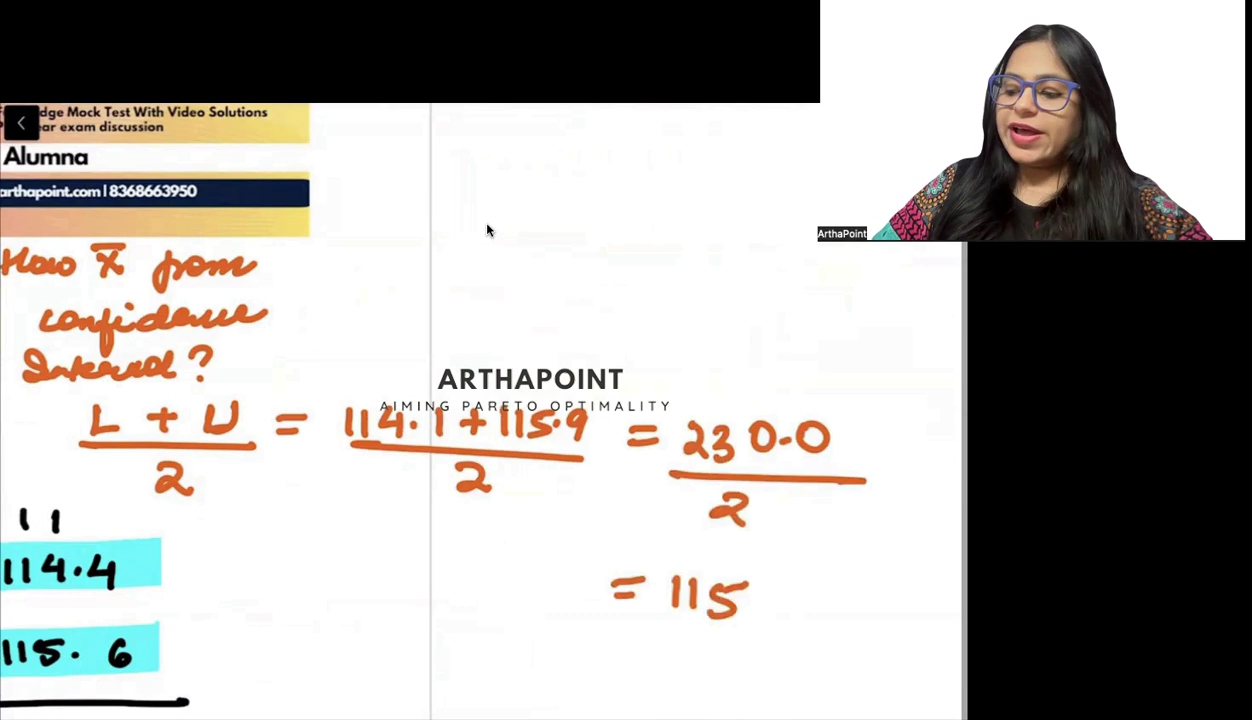 dge Mock Test With Video Solutions
ar exam discussion
Alumna
arthapoint.com | 8368663950
ArthaPoint
How x̄ from
confidence
Interval?
ARTHAPOINT
AIMING PARETO OPTIMALITY
L + U = 114.1 + 115.9 = 230.0
2 2 2
= 115
11
114.4
115.6